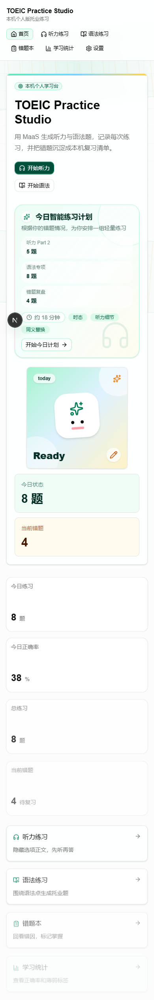 TOEIC Practice Studio
本机个人版托业练习
首页 听力练习 语法练习
错题本 学习统计 设置
本机个人学习台
TOEIC Practice
Studio
用 MaaS 生成听力与语法题，记录每次练
习，并把错题沉淀成本机复习清单。
开始听力
开始语法
今日智能练习计划
根据你的错题情况，为你安排一组轻量练习
听力 Part 2
5 题
语法专项
8 题
错题复盘
4 题
N
约 18 分钟 时态 听力细节
同义替换
开始今日计划
today
Ready
今日状态
8 题
当前错题
4
今日练习
8 题
今日正确率
38 %
总练习
8 题
当前错题
4 待复习
听力练习
隐藏选项正文，先听再答
语法练习
围绕语法点生成托业题
错题本
回看错因，标记掌握
学习统计
查看正确率和薄弱标签